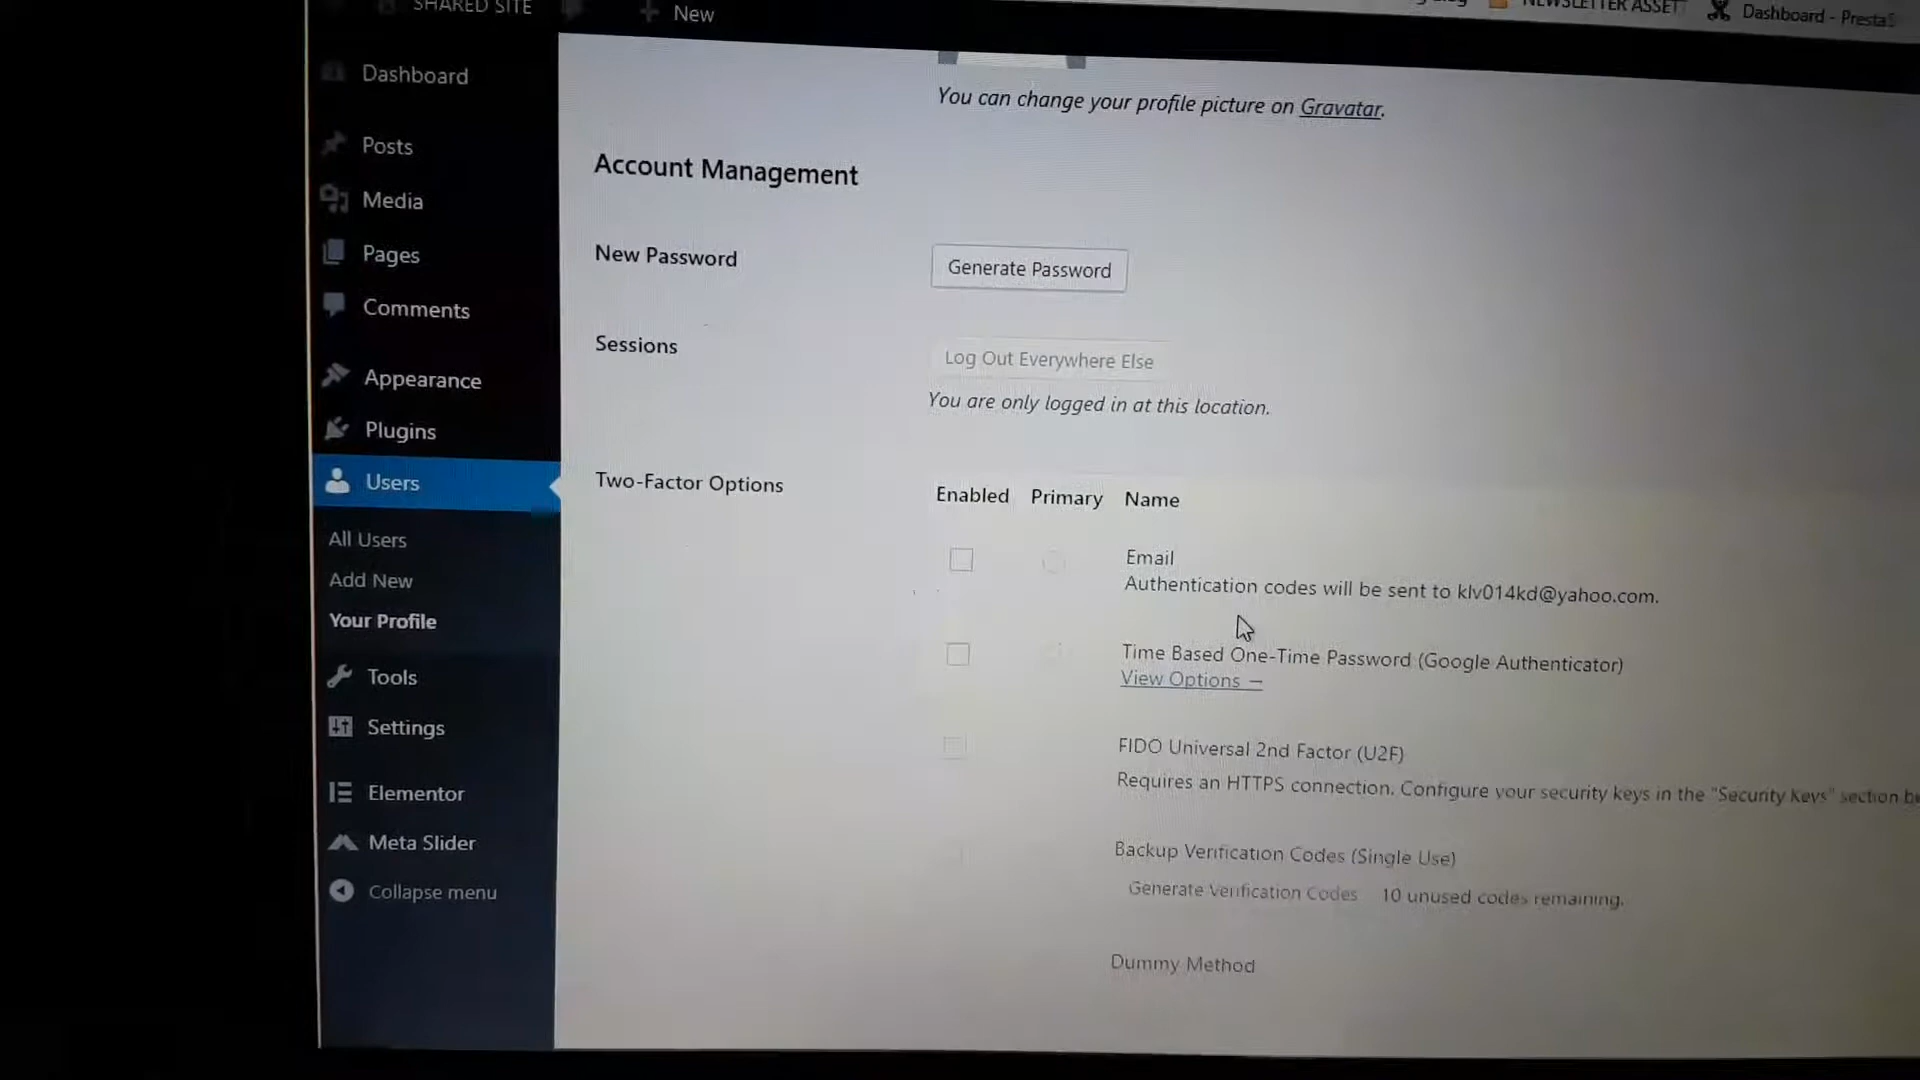 SHARED SITE
New
NEWSLETTER ASSET
Dashboard - Presta
Dashboard
Posts
Media
Pages
Comments
Appearance
Plugins
Users
All Users
Add New
Your Profile
Tools
Settings
Elementor
Meta Slider
Collapse menu
You can change your profile picture on Gravatar.
Account Management
New Password
Generate Password
Sessions
Log Out Everywhere Else
You are only logged in at this location.
Two-Factor Options
Enabled Primary Name
Email
Authentication codes will be sent to klv014kd@yahoo.com.
Time Based One-Time Password (Google Authenticator)
View Options →
FIDO Universal 2nd Factor (U2F)
Requires an HTTPS connection. Configure your security keys in the "Security Keys" section be
Backup Verification Codes (Single Use)
Generate Verification Codes 10 unused codes remaining.
Dummy Method